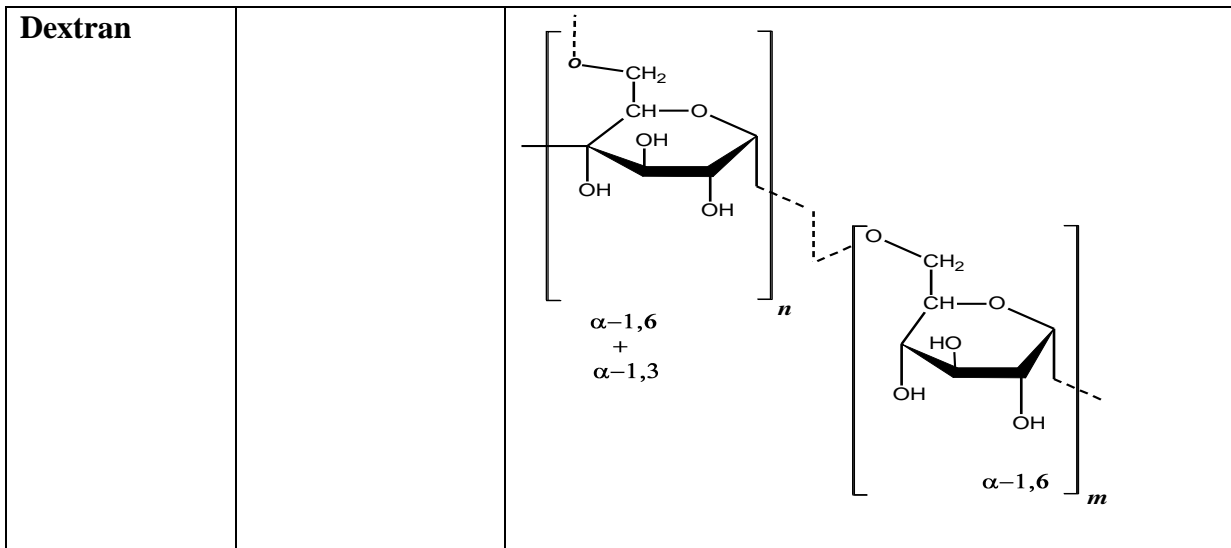 Dextran
o
CH2
CH
O
OH
OH
OH
n
α−1,6
+
α−1,3
O
CH2
CH
O
HO
OH
OH
α−1,6
m